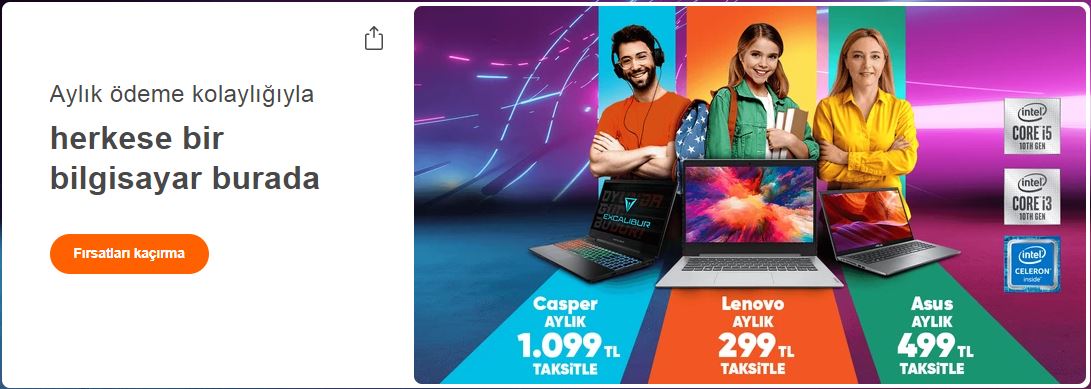 Aylık ödeme kolaylığıyla
herkese bir
bilgisayar burada
Fırsatları kaçırma
intel
CORE i5
10TH GEN
intel
CORE i3
10TH GEN
intel
CELERON
inside
EXCALIBUR
Casper
AYLIK
1.099 TL
TAKSİTLE
Lenovo
AYLIK
299 TL
TAKSİTLE
Asus
AYLIK
499 TL
TAKSİTLE